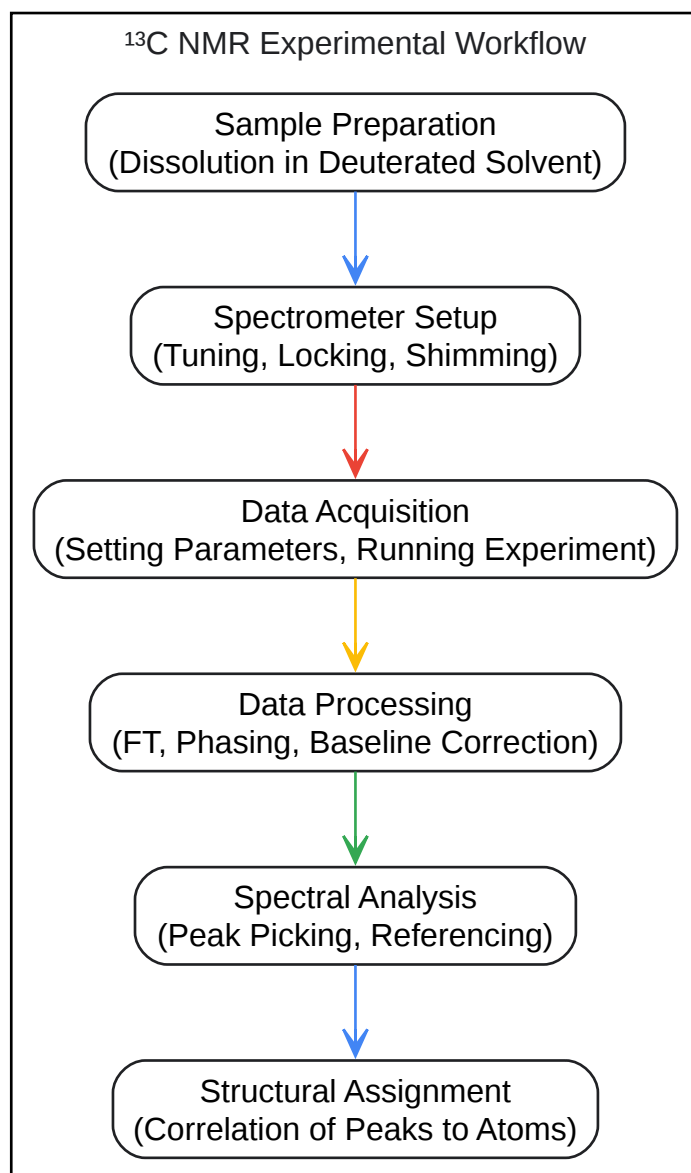 ¹³C NMR Experimental Workflow
Sample Preparation
(Dissolution in Deuterated Solvent)
Spectrometer Setup
(Tuning, Locking, Shimming)
Data Acquisition
(Setting Parameters, Running Experiment)
Data Processing
(FT, Phasing, Baseline Correction)
Spectral Analysis
(Peak Picking, Referencing)
Structural Assignment
(Correlation of Peaks to Atoms)